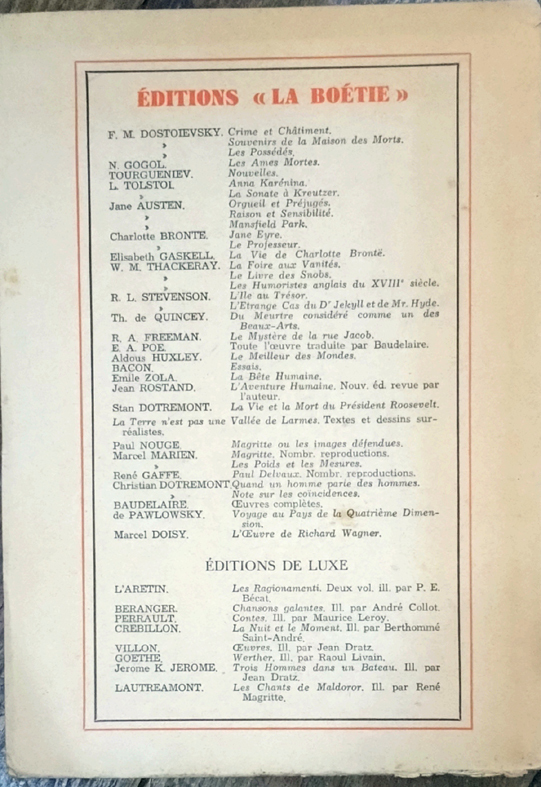 ÉDITIONS « LA BOÉTIE »
F. M. DOSTOIEVSKY. Crime et Châtiment.
» Souvenirs de la Maison des Morts.
» Les Possédés.
N. GOGOL. Les Ames Mortes.
TOURGUENIEV. Nouvelles.
L. TOLSTOI. Anna Karénina.
» La Sonate à Kreutzer.
Jane AUSTEN. Orgueil et Préjugés.
» Raison et Sensibilité.
» Mansfield Park.
Charlotte BRONTE. Jane Eyre.
» Le Professeur.
Elisabeth GASKELL. La Vie de Charlotte Brontë.
W. M. THACKERAY. La Foire aux Vanités.
» Le Livre des Snobs.
» Les Humoristes anglais du XVIIIe siècle.
R. L. STEVENSON. L'Ile au Trésor.
» L'Etrange Cas du Dr Jekyll et de Mr. Hyde.
Th. de QUINCEY. Du Meurtre considéré comme un des
Beaux-Arts.
R. A. FREEMAN. Le Mystère de la rue Jacob.
E. A. POE. Toute l'œuvre traduite par Baudelaire.
Aldous HUXLEY. Le Meilleur des Mondes.
BACON. Essais.
Emile ZOLA. La Bête Humaine.
Jean ROSTAND. L'Aventure Humaine. Nouv. éd. revue par
l'auteur.
Stan DOTREMONT. La Vie et la Mort du Président Roosevelt.
La Terre n'est pas une Vallée de Larmes. Textes et dessins sur-
réalistes.
Paul NOUGE. Magritte ou les images défendues.
Marcel MARIEN. Magritte. Nombr. reproductions.
» Les Poids et les Mesures.
René GAFFE. Paul Delvaux. Nombr. reproductions.
Christian DOTREMONT. Quand un homme parie des hommes.
» Note sur les coïncidences.
BAUDELAIRE. Œuvres complètes.
de PAWLOWSKY. Voyage au Pays de la Quatrième Dimen-
sion.
Marcel DOISY. L'Œuvre de Richard Wagner.
ÉDITIONS DE LUXE
L'ARETIN. Les Ragionamenti. Deux vol. ill. par P. E.
Bécat.
BERANGER. Chansons galantes. Ill. par André Collot.
PERRAULT. Contes. Ill. par Maurice Leroy.
CREBILLON. La Nuit et le Moment. Ill. par Berthommé
Saint-André.
VILLON. Œuvres. Ill. par Jean Dratz.
GOETHE. Werther. Ill. par Raoul Livain.
Jerome K. JEROME. Trois Hommes dans un Bateau. Ill. par
Jean Dratz.
LAUTREAMONT. Les Chants de Maldoror. Ill. par René
Magritte.